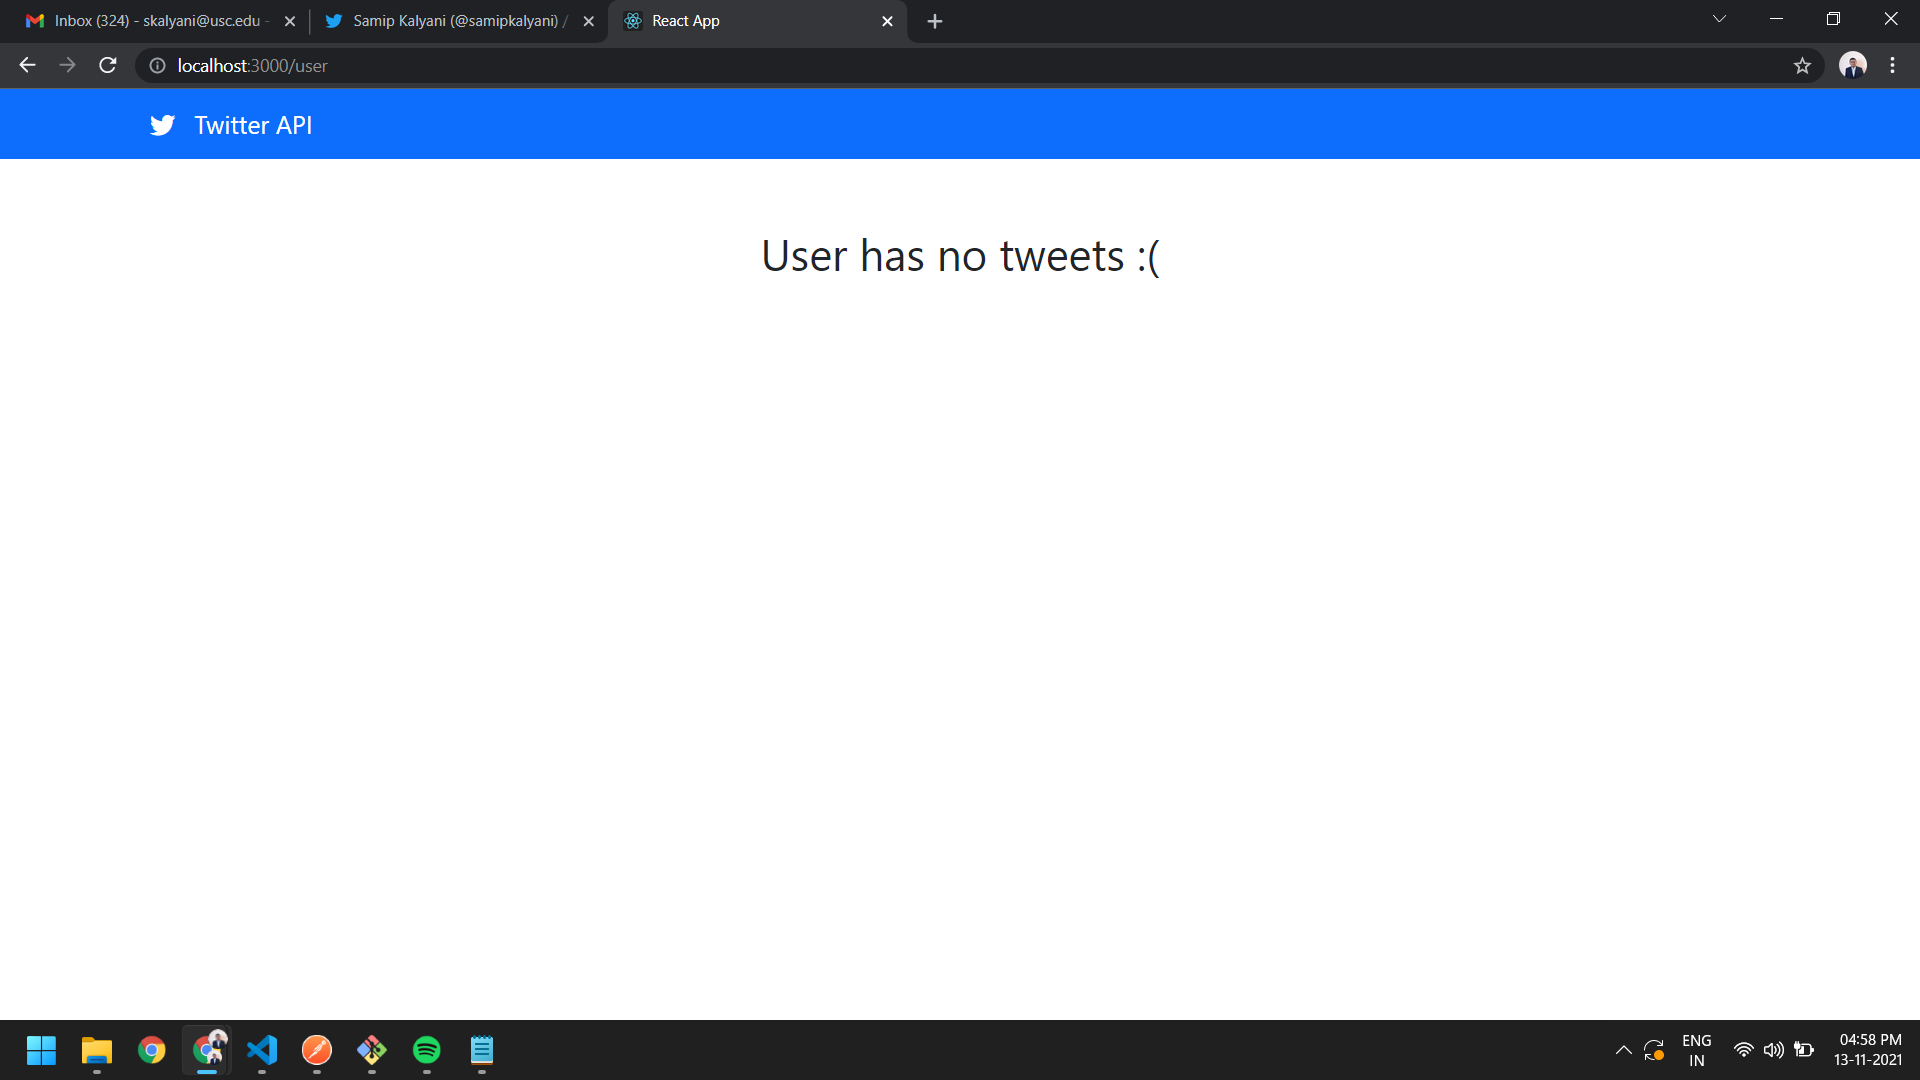 Inbox (324) - skalyani@usc.edu -
Samip Kalyani (@samipkalyani) /
React App
localhost:3000/user
Twitter API
User has no tweets :(
ENG
IN
04:58 PM
13-11-2021